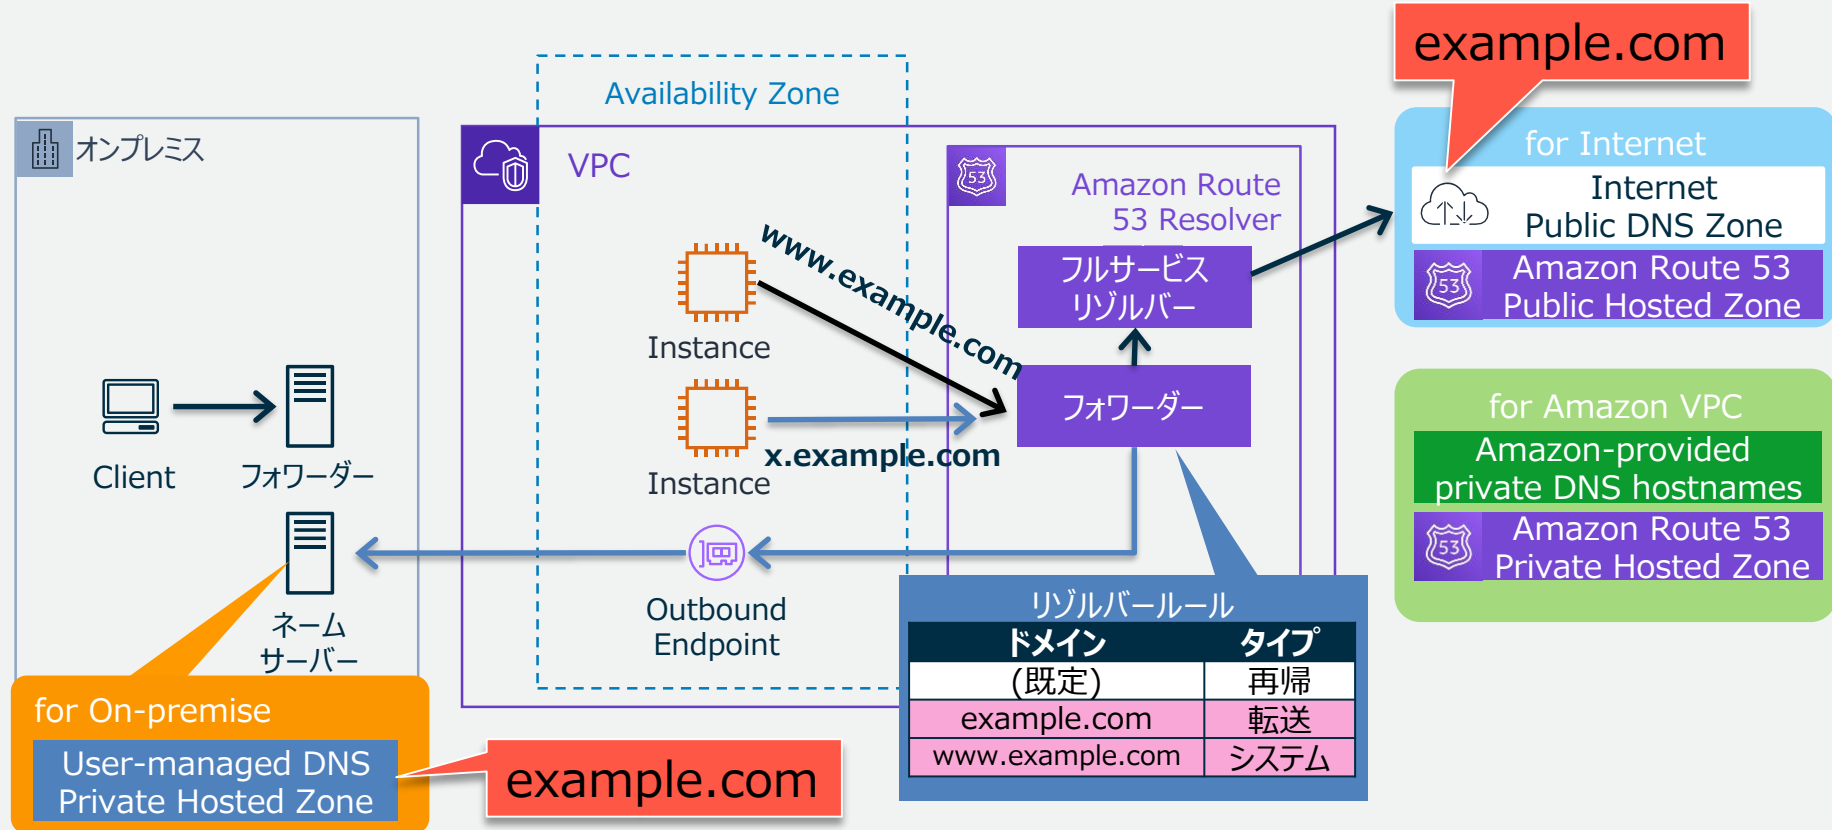 example.com
Availability Zone
オンプレミス
VPC
53
Amazon Route
53 Resolver
for Internet
Internet
Public DNS Zone
53
Amazon Route 53
Public Hosted Zone
フルサービス
リゾルバー
www.example.com
Instance
フォワーダー
x.example.com
Instance
Client
フォワーダー
for Amazon VPC
Amazon-provided
private DNS hostnames
53
Amazon Route 53
Private Hosted Zone
Outbound
Endpoint
ネーム
サーバー
リゾルバールール
ドメイン タイプ
(既定) 再帰
example.com 転送
www.example.com システム
for On-premise
User-managed DNS
Private Hosted Zone
example.com